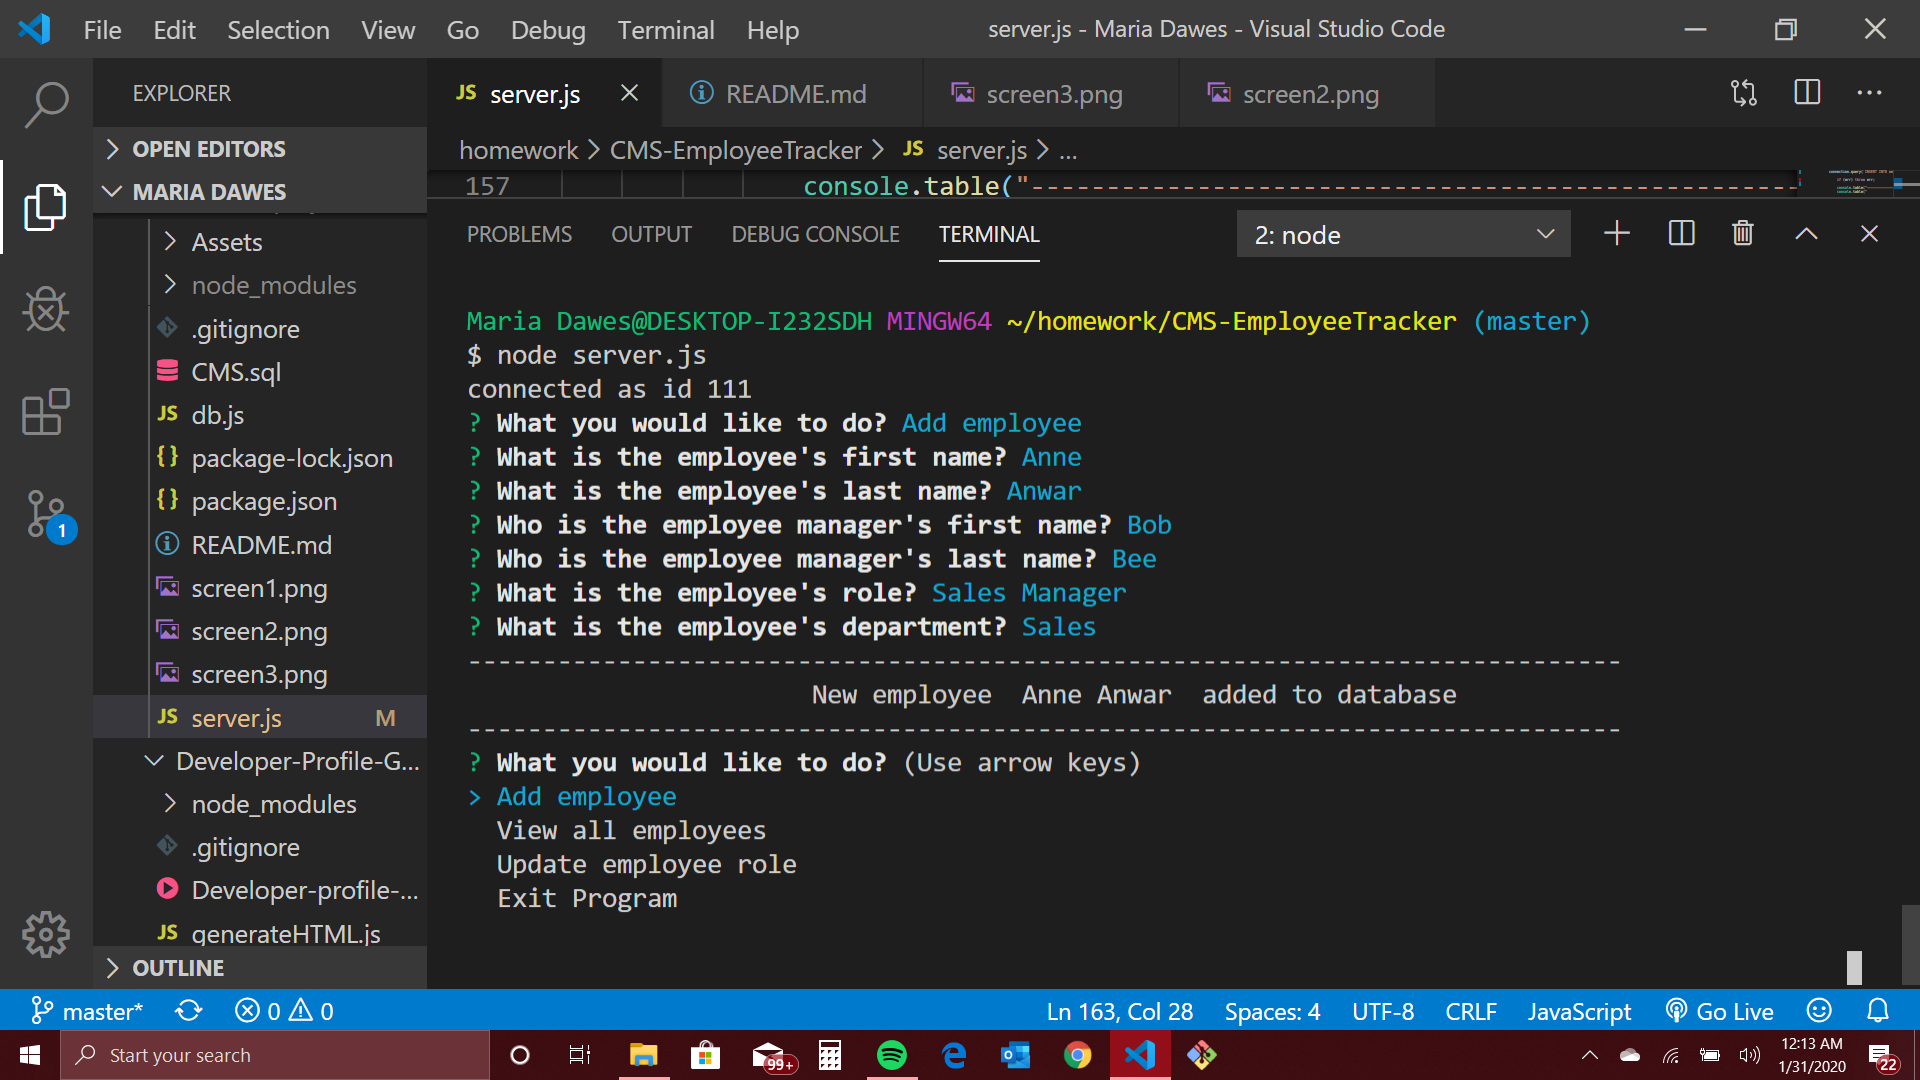 File Edit Selection View Go Debug Terminal Help
server.js - Maria Dawes - Visual Studio Code
EXPLORER
OPEN EDITORS
MARIA DAWES
Assets
node_modules
.gitignore
CMS.sql
JS db.js
{} package-lock.json
{} package.json
README.md
screen1.png
screen2.png
screen3.png
JS server.js M
Developer-Profile-G...
node_modules
.gitignore
Developer-profile-...
JS generateHTML.js
OUTLINE
1
JS server.js
README.md
screen3.png
screen2.png
homework > CMS-EmployeeTracker > JS server.js > ...
157 console.table("---------------------------------------------------
PROBLEMS OUTPUT DEBUG CONSOLE TERMINAL
2: node
Maria Dawes@DESKTOP-I232SDH MINGW64 ~/homework/CMS-EmployeeTracker (master)
$ node server.js
connected as id 111
? What you would like to do? Add employee
? What is the employee's first name? Anne
? What is the employee's last name? Anwar
? Who is the employee manager's first name? Bob
? Who is the employee manager's last name? Bee
? What is the employee's role? Sales Manager
? What is the employee's department? Sales
-----------------------------------------------------------------------------
New employee  Anne Anwar  added to database
-----------------------------------------------------------------------------
? What you would like to do? (Use arrow keys)
> Add employee
View all employees
Update employee role
Exit Program
master* 0 0 Ln 163, Col 28 Spaces: 4 UTF-8 CRLF JavaScript Go Live
Start your search
99+
12:13 AM
1/31/2020
22